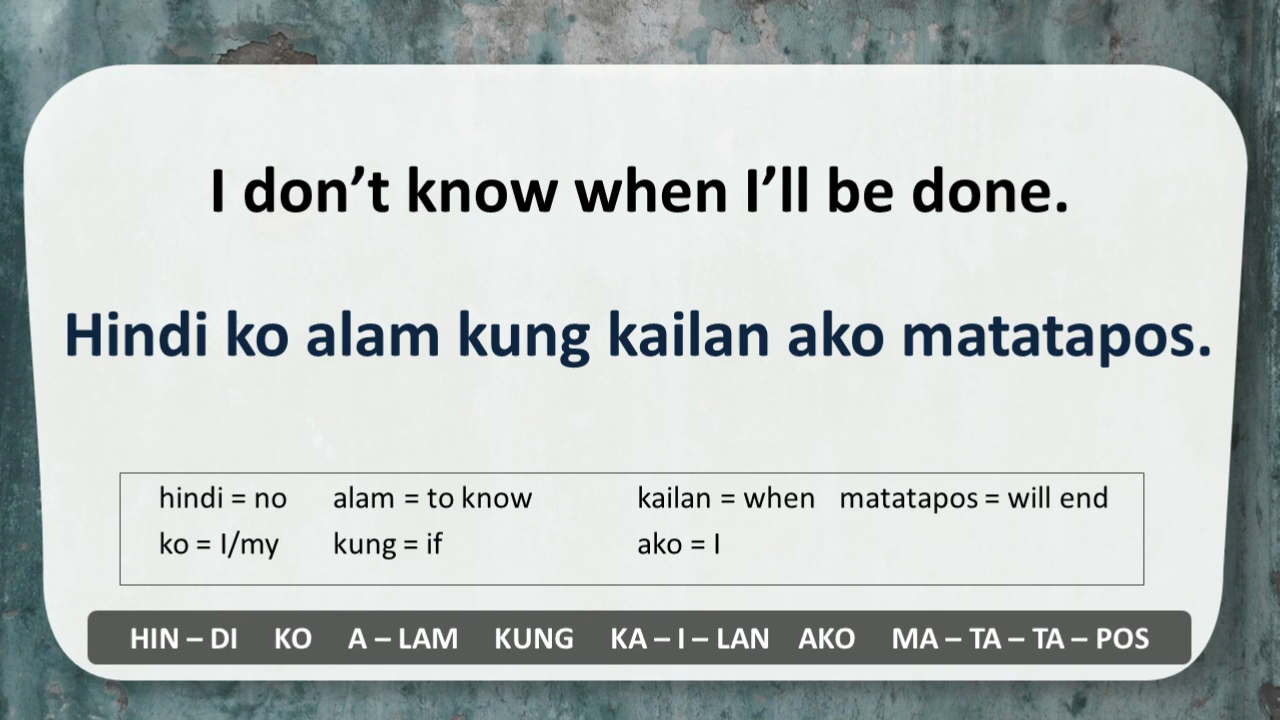 I don’t know when I’ll be done.
Hindi ko alam kung kailan ako matatapos.
hindi = no alam = to know kailan = when matatapos = will end
ko = I/my kung = if ako = I
HIN – DI KO A – LAM KUNG KA – I – LAN AKO MA – TA – TA – POS